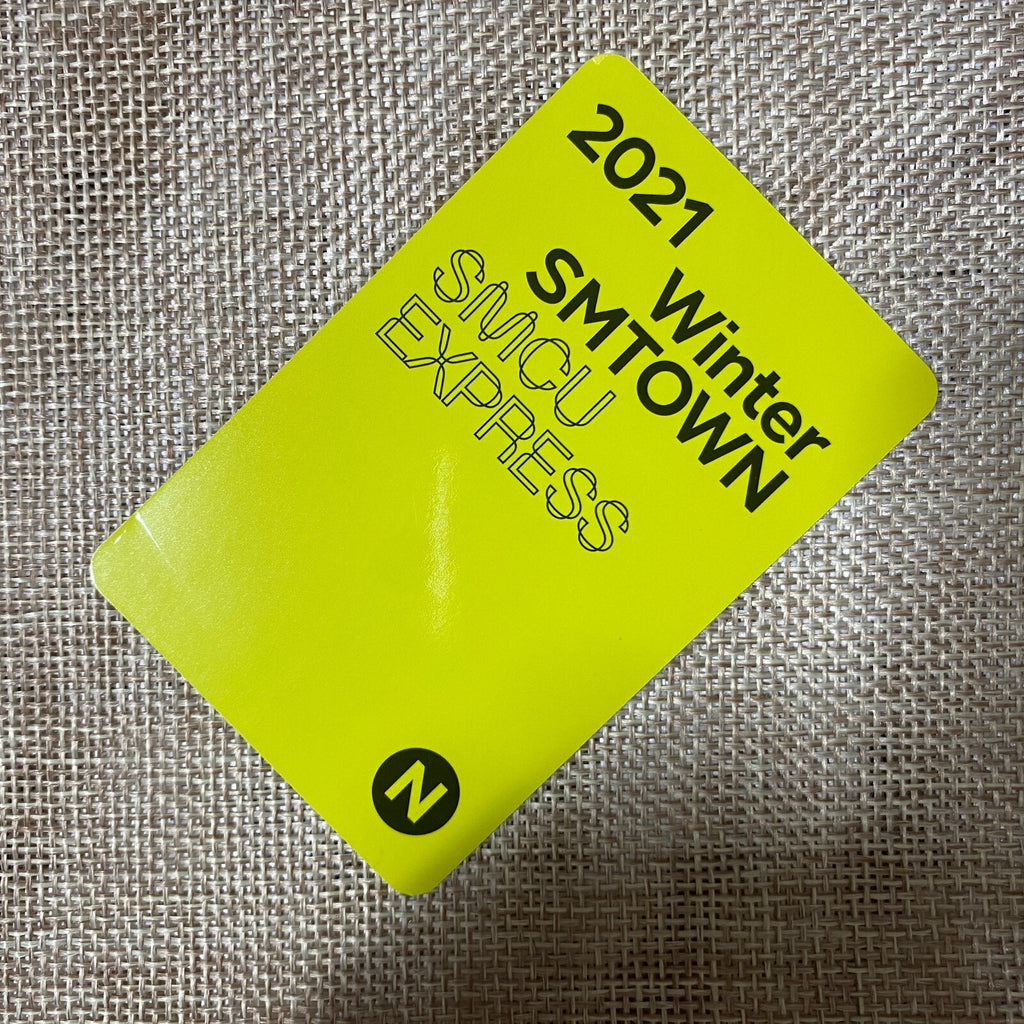 2021
Winter
SMTOWN
SMCU
EXPRESS
N